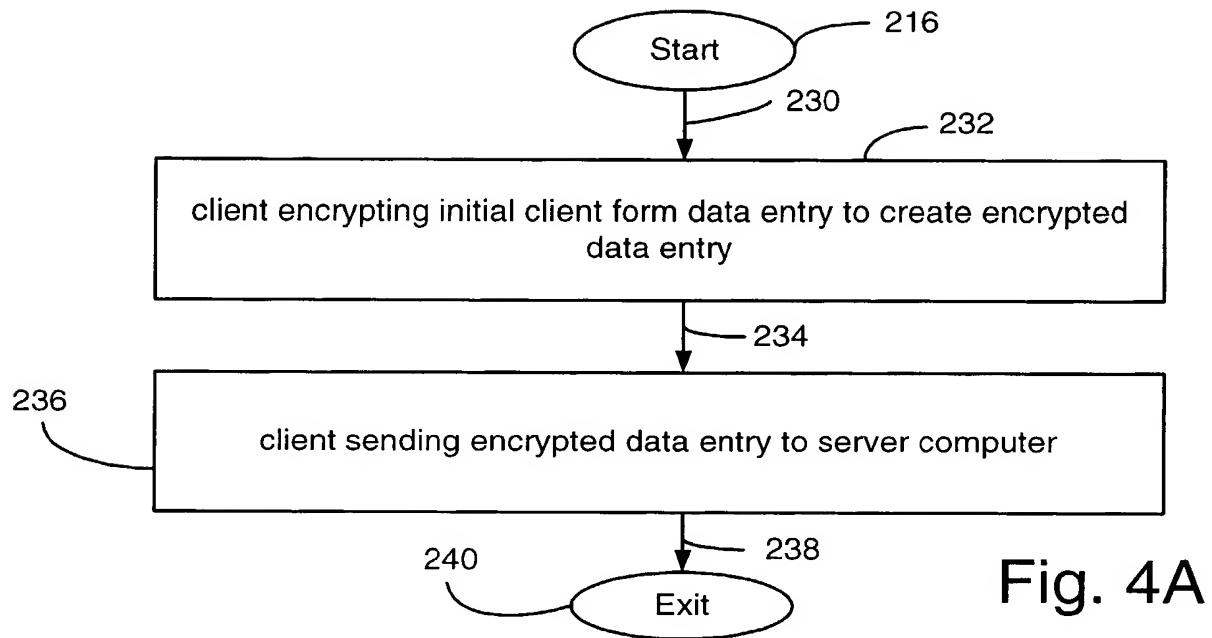 Start
216
230
232
client encrypting initial client form data entry to create encrypted
data entry
234
236
client sending encrypted data entry to server computer
238
240
Exit
Fig. 4A